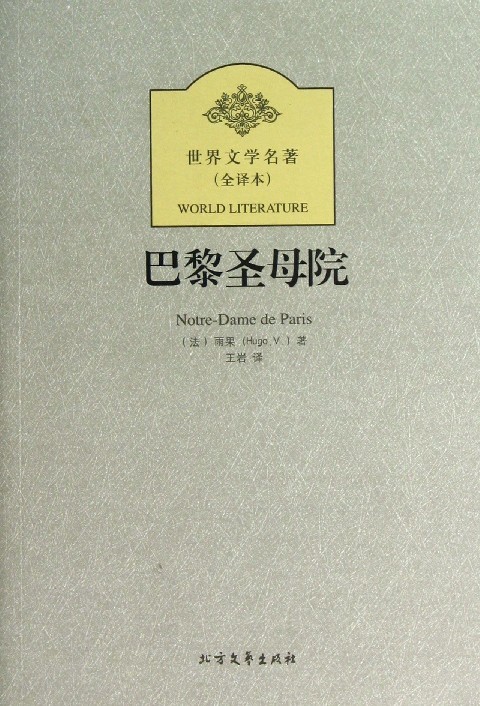 世界文学名著
(全译本)
WORLD LITERATURE
巴黎圣母院
Notre-Dame de Paris
(法) 雨果 (Hugo, V.) 著
王岩 译
北方文艺出版社